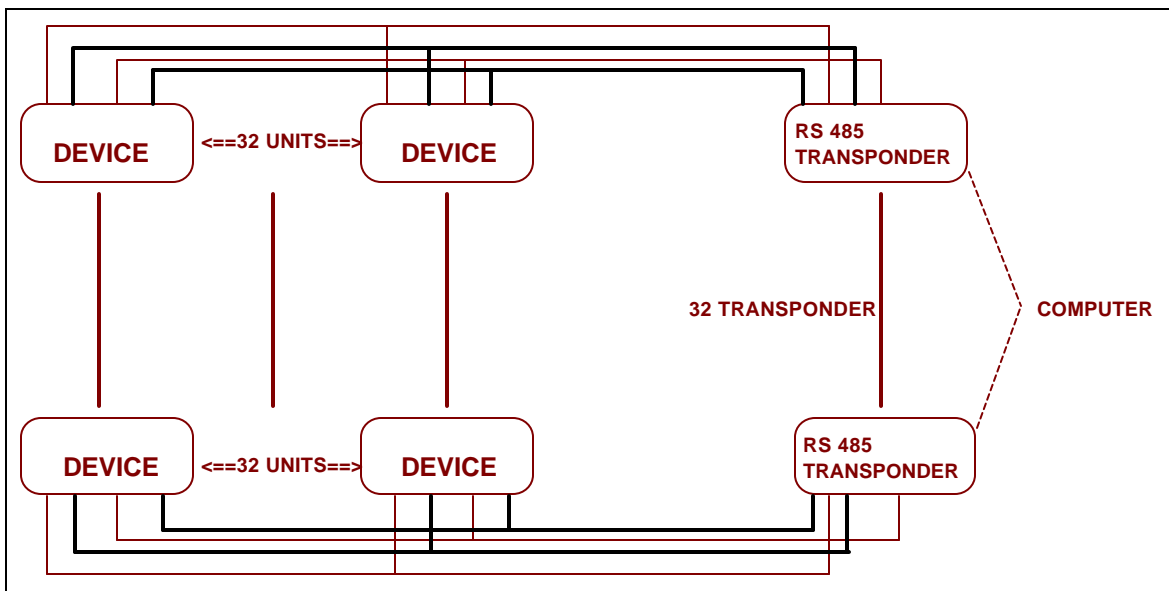 DEVICE
<==32 UNITS==>
DEVICE
RS 485
TRANSPONDER
32 TRANSPONDER
COMPUTER
DEVICE
<==32 UNITS==>
DEVICE
RS 485
TRANSPONDER